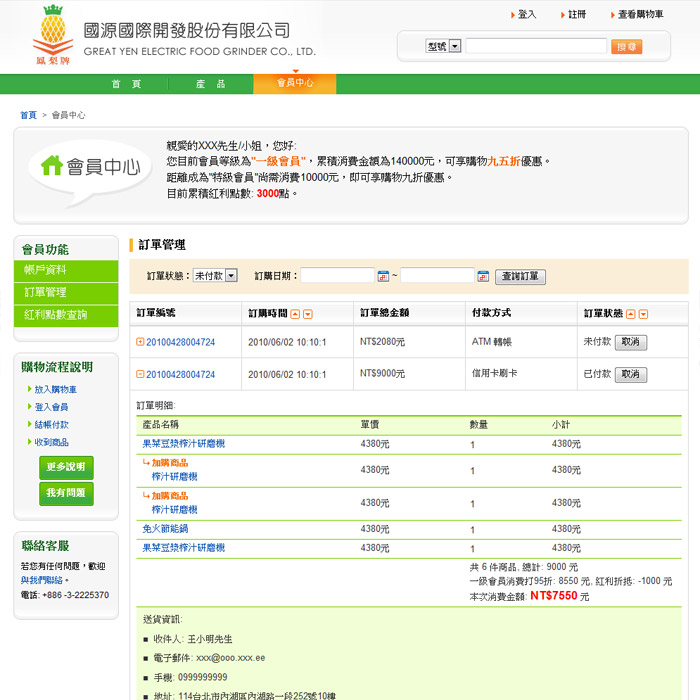 登入
註冊
查看購物車
鳳梨牌
國源國際開發股份有限公司
GREAT YEN ELECTRIC FOOD GRINDER CO., LTD.
型號
搜尋
首 頁
產 品
會員中心
首頁 > 會員中心
會員中心
親愛的XXX先生/小姐，您好:
您目前會員等級為"一級會員"，累積消費金額為140000元，可享購物九五折優惠。
距離成為"特級會員"尚需消費10000元，即可享購物九折優惠。
目前累積紅利點數: 3000點。
會員功能
帳戶資料
訂單管理
紅利點數查詢
購物流程說明
放入購物車
登入會員
結帳付款
收到商品
更多說明
我有問題
聯絡客服
若您有任何問題，歡迎
與我們聯絡。
電話: +886 -3-2225370
訂單管理
訂單狀態： 未付款 訂購日期： ~ 查詢訂單
訂單編號 訂購時間 訂單總金額 付款方式 訂單狀態
20100428004724 2010/06/02 10:10:1 NT$2080元 ATM 轉帳 未付款 取消
20100428004724 2010/06/02 10:10:1 NT$9000元 信用卡刷卡 已付款 取消
訂單明細:
產品名稱 單價 數量 小計
果菜豆漿榨汁研磨機 4380元 1 4380元
加購商品
榨汁研磨機 4380元 1 4380元
加購商品
榨汁研磨機 4380元 1 4380元
免火節能鍋 4380元 1 4380元
果菜豆漿榨汁研磨機 4380元 1 4380元
共 6 件商品, 總計: 9000 元
一級會員消費打95折: 8550 元, 紅利折抵: -1000 元
本次消費金額: NT$7550 元
送貨資訊:
收件人: 王小明先生
電子郵件: xxx@ooo.xxx.ee
手機: 0999999999
地址: 114台北市內湖區內湖路一段252號10樓